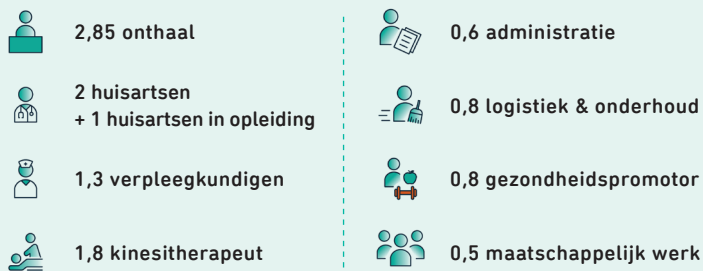 2,85 onthaal
2 huisartsen
+ 1 huisartsen in opleiding
1,3 verpleegkundigen
1,8 kinesitherapeut
0,6 administratie
0,8 logistiek & onderhoud
0,8 gezondheidspromotor
0,5 maatschappelijk werk